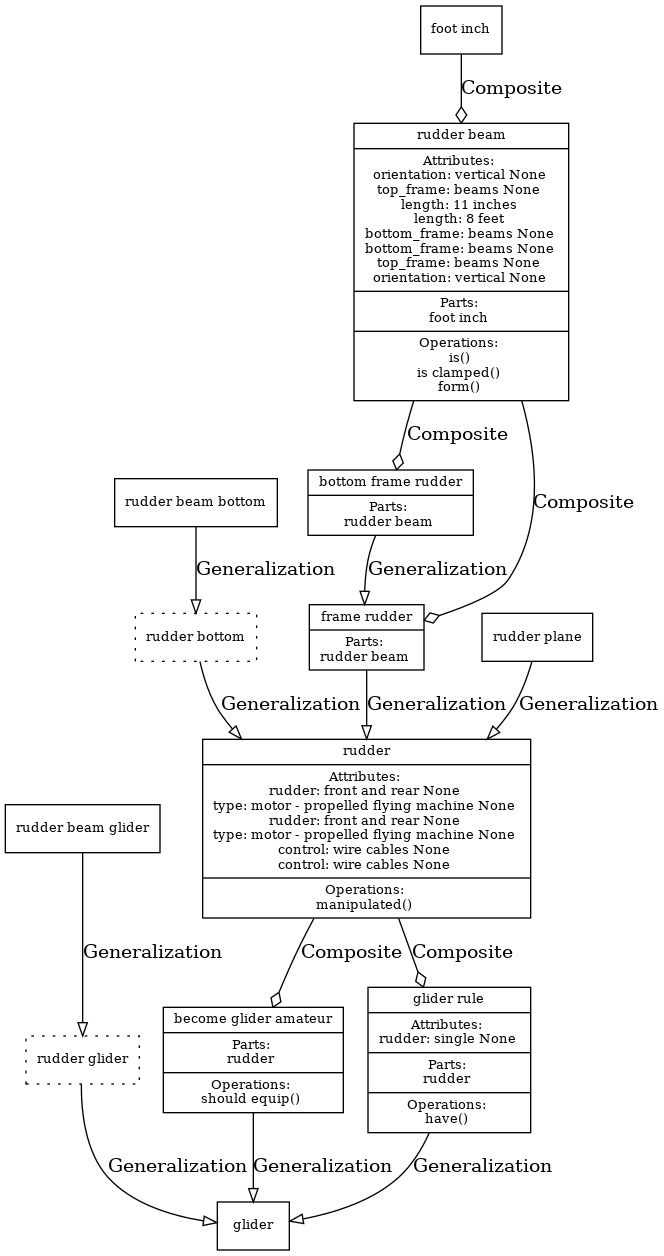 foot inch
Composite
rudder beam
Attributes:
orientation: vertical None
top_frame: beams None
length: 11 inches
length: 8 feet
bottom_frame: beams None
bottom_frame: beams None
top_frame: beams None
orientation: vertical None
Parts:
foot inch
Operations:
is()
is clamped()
form()
Composite
Composite
bottom frame rudder
Parts:
rudder beam
rudder beam bottom
Generalization
Generalization
rudder bottom
frame rudder
Parts:
rudder beam
rudder plane
Generalization
Generalization
Generalization
rudder
Attributes:
rudder: front and rear None
type: motor - propelled flying machine None
rudder: front and rear None
type: motor - propelled flying machine None
control: wire cables None
control: wire cables None
Operations:
manipulated()
rudder beam glider
Generalization
Composite
Composite
become glider amateur
Parts:
rudder
Operations:
should equip()
glider rule
Attributes:
rudder: single None
Parts:
rudder
Operations:
have()
rudder glider
Generalization
Generalization
Generalization
glider